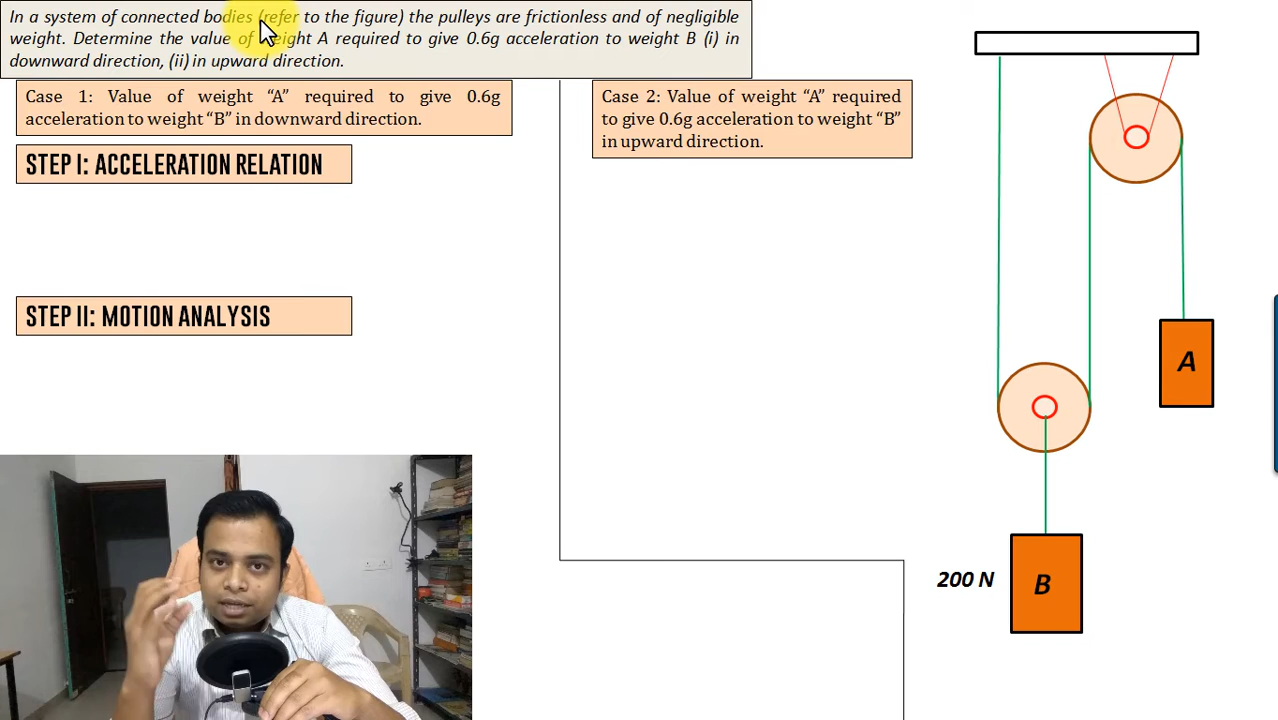 In a system of connected bodies (refer to the figure) the pulleys are frictionless and of negligible
weight. Determine the value of weight A required to give 0.6g acceleration to weight B (i) in
downward direction, (ii) in upward direction.
Case 1: Value of weight “A” required to give 0.6g
acceleration to weight “B” in downward direction.
STEP I: ACCELERATION RELATION
STEP II: MOTION ANALYSIS
Case 2: Value of weight “A” required
to give 0.6g acceleration to weight “B”
in upward direction.
A
200 N
B